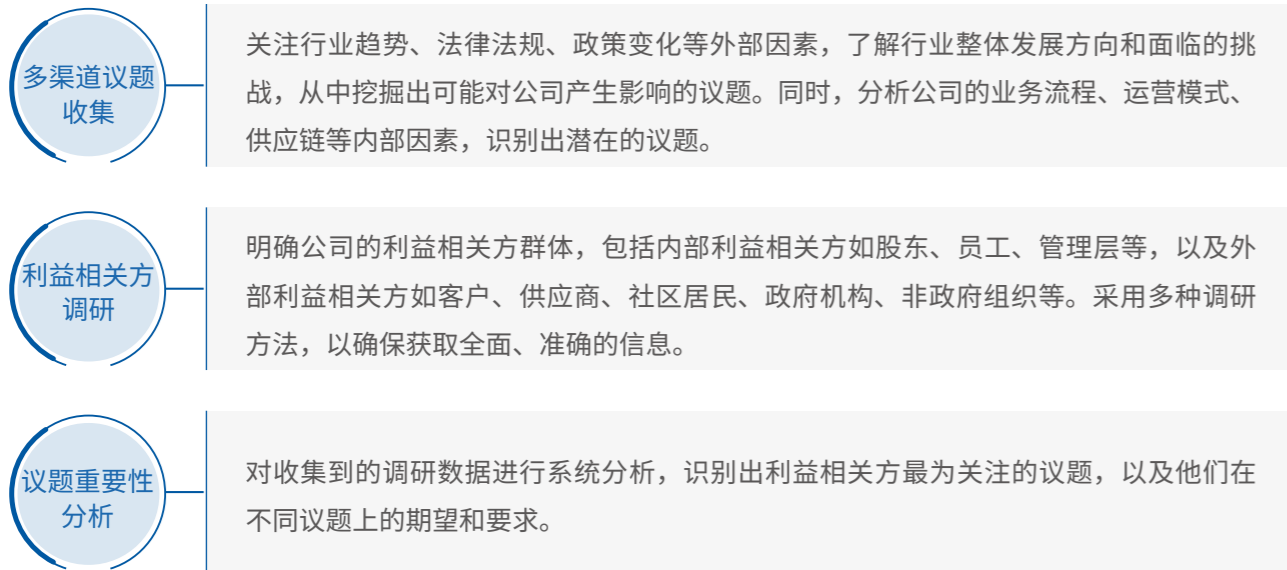 多渠道议题
收集
关注行业趋势、法律法规、政策变化等外部因素，了解行业整体发展方向和面临的挑
战，从中挖掘出可能对公司产生影响的议题。同时，分析公司的业务流程、运营模式、
供应链等内部因素，识别出潜在的议题。
利益相关方
调研
明确公司的利益相关方群体，包括内部利益相关方如股东、员工、管理层等，以及外
部利益相关方如客户、供应商、社区居民、政府机构、非政府组织等。采用多种调研
方法，以确保获取全面、准确的信息。
议题重要性
分析
对收集到的调研数据进行系统分析，识别出利益相关方最为关注的议题，以及他们在
不同议题上的期望和要求。